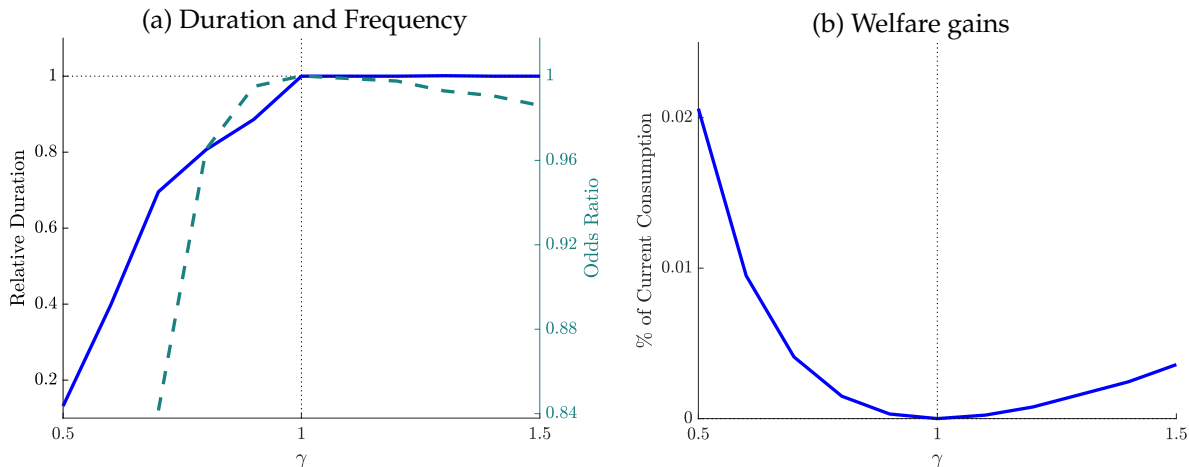 (a) Duration and Frequency
1
0.8
0.6
0.4
0.2
Relative Duration
1
0.96
0.92
0.88
0.84
Odds Ratio
0.5
1
1.5
γ
(b) Welfare gains
0.02
0.01
0
% of Current Consumption
0.5
1
1.5
γ